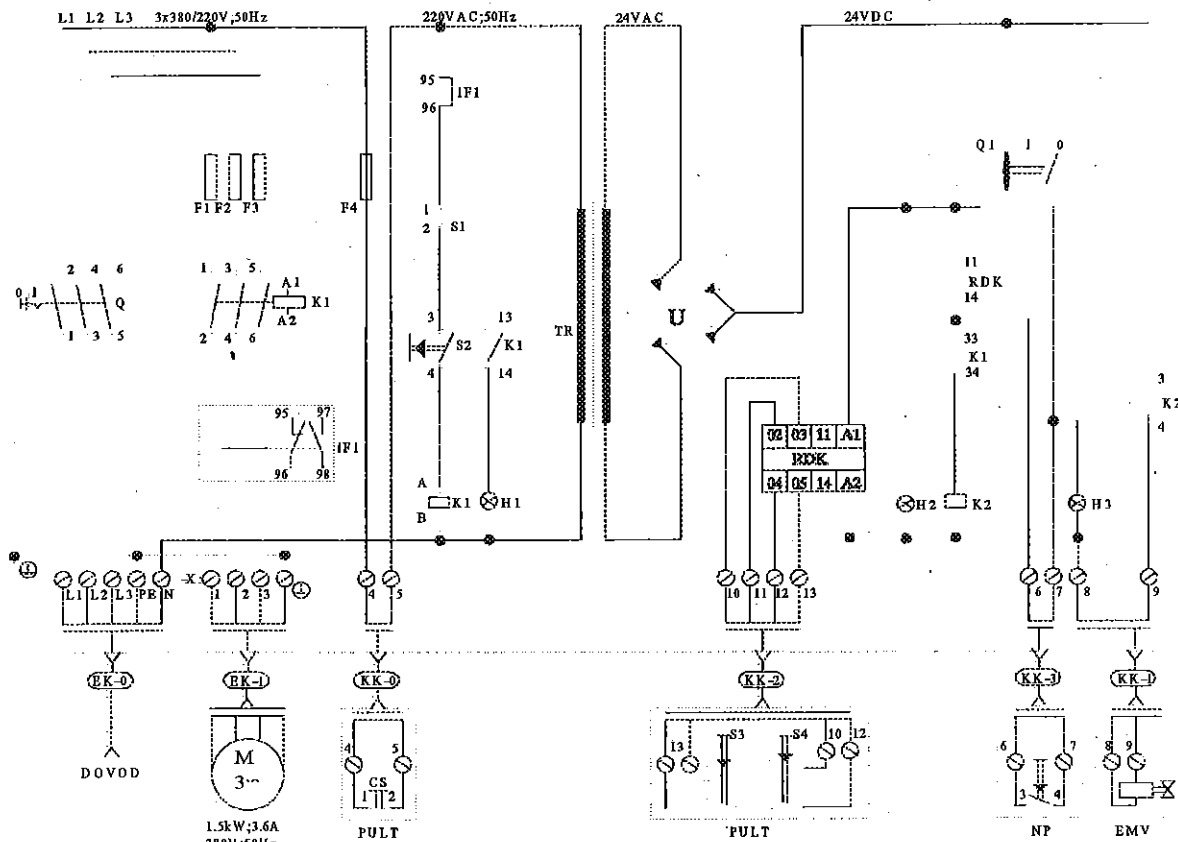 L1 L2 L3 3x380/220V,50Hz 220VAC;50Hz 24VAC 24VDC
95
1F1
96
Q1 1 0
F1 F2 F3 F4
1
2 S1
11
RDK
14
2 4 6 1 3 5
A1
0 1 Q K1
A2
1 3 5 2 4 6
3 13
S2 K1
4 14
TR U
33
K1
34
3
K2
4
95 97
1F1
96 98
02 03 11 A1
RDK
04 05 14 A2
A
K1 H1
B
H2 K2 H3
L1 L2 L3 PE N -X 1 2 3 4 5 10 11 12 13 6 7 8 9
EK-0 EK-1 KK-0 KK-2 KK-3 KK-1
M
3~
DOVOD
4 5
CS
1 2
13 S3 S4 10 12
6 7
3 4
8 9
1.5kW;3.6A
PULT PULT NP EMV